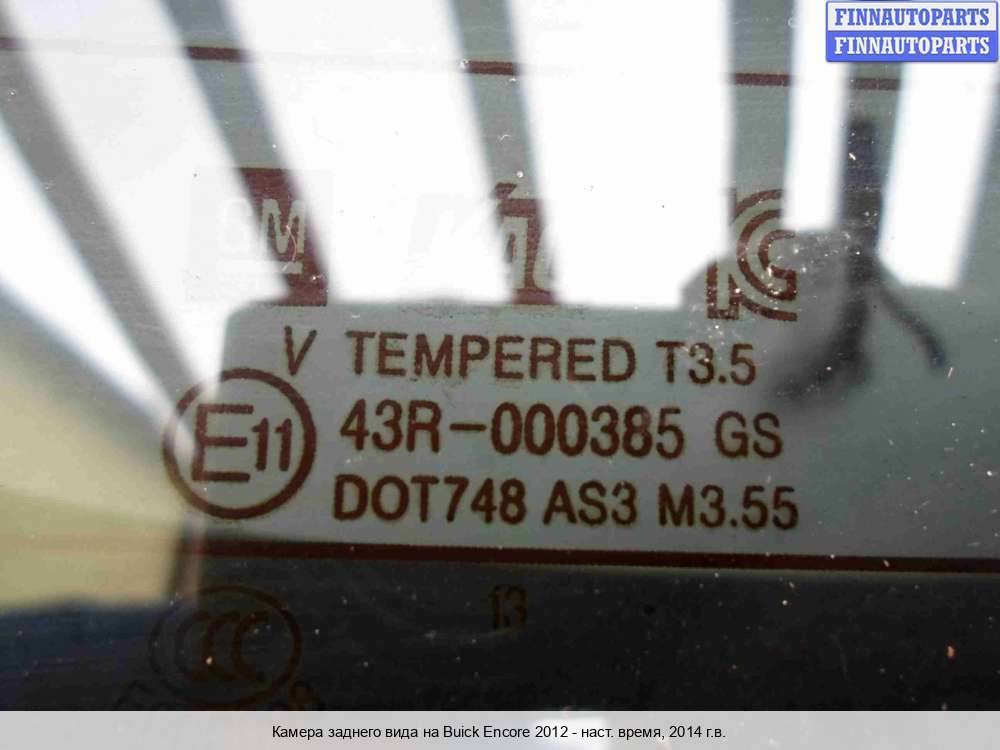 FINNAUTOPARTS
FINNAUTOPARTS
GM
V TEMPERED T3.5
E11 43R-000385 GS
DOT748 AS3 M3.55
13
Камера заднего вида на Buick Encore 2012 - наст. время, 2014 г.в.